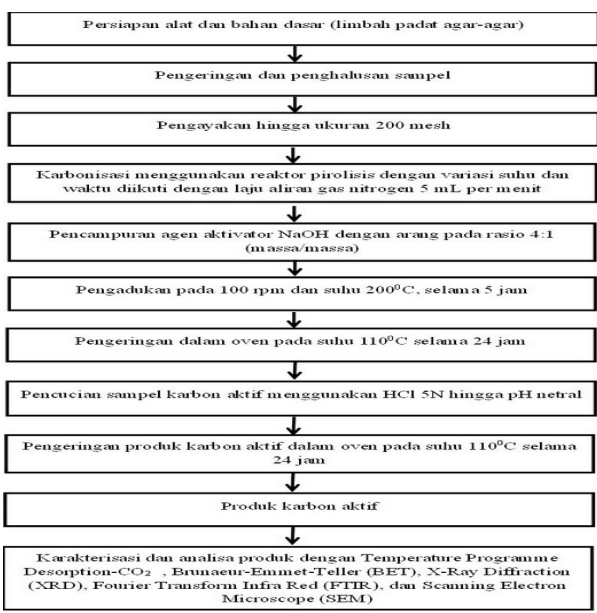 Persiapan alat dan bahan dasar (limbah padat agar-agar)
Pengeringan dan penghalusan sampel
Pengayakan hingga ukuran 200 mesh
Karbonisasi menggunakan reaktor pirolisis dengan variasi suhu dan
waktu diikuti dengan laju aliran gas nitrogen 5 mL per menit
Pencampuran agen aktivator NaOH dengan arang pada rasio 4:1
(massa/massa)
Pengadukan pada 100 rpm dan suhu 200⁰C, selama 5 jam
Pengeringan dalam oven pada suhu 110⁰C selama 24 jam
Pencucian sampel karbon aktif menggunakan HCl 5N hingga pH netral
Pengeringan produk karbon aktif dalam oven pada suhu 110⁰C selama
24 jam
Produk karbon aktif
Karakterisasi dan analisa produk dengan Temperature Programme
Desorption-CO₂ , Brunaeur-Emmet-Teller (BET), X-Ray Diffraction
(XRD), Fourier Transform Infra Red (FTIR), dan Scanning Electron
Microscope (SEM)